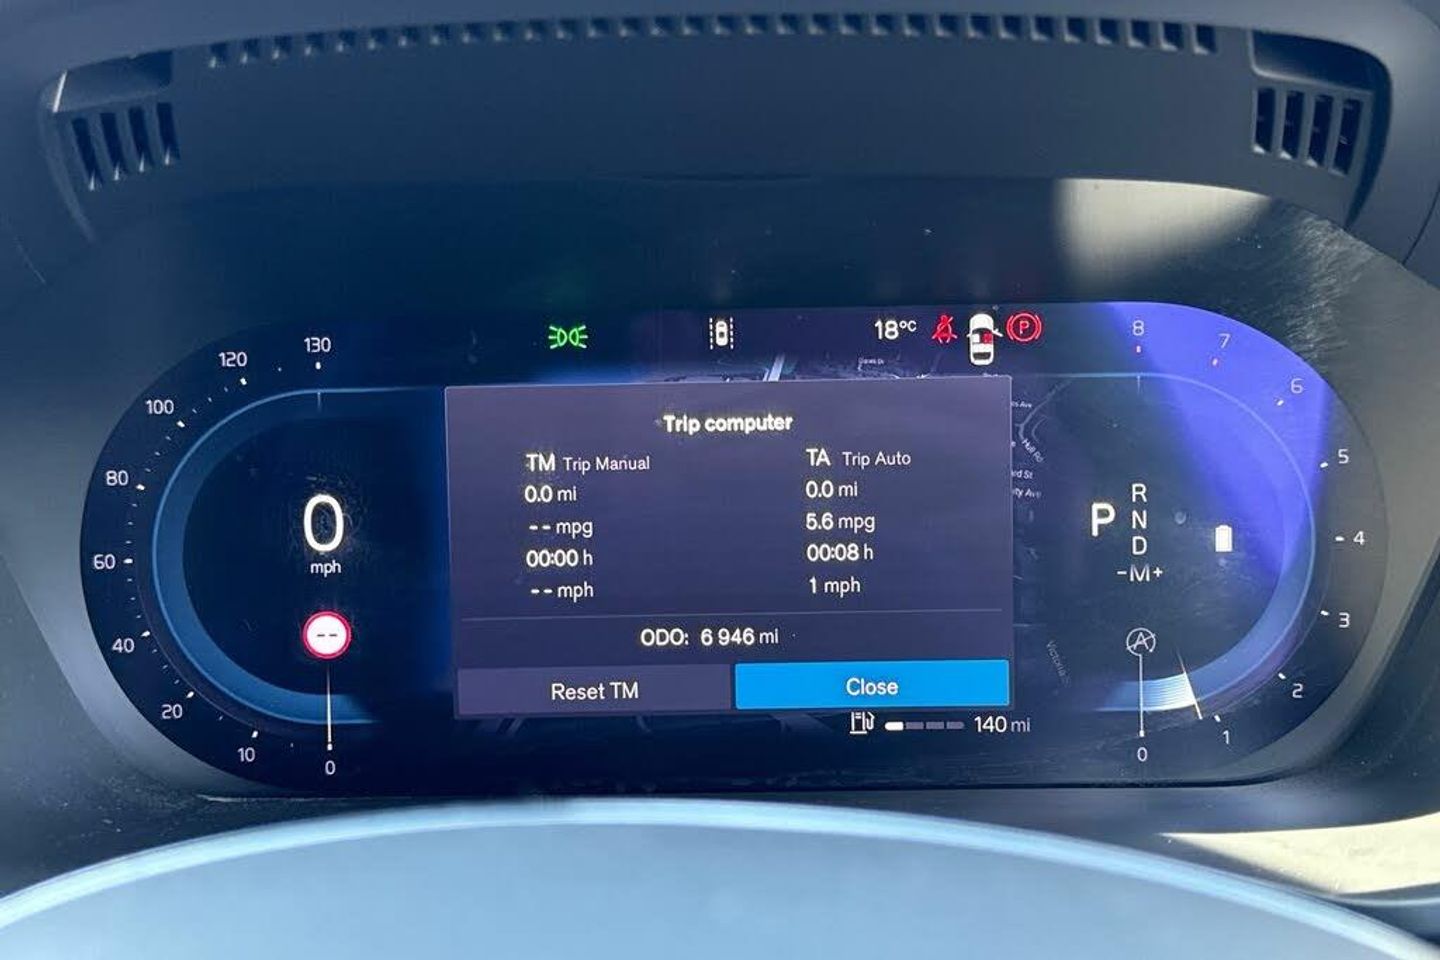 130
120
100
80
60
40
20
10
0
0
mph
--
18°C
P
Trip computer
TM Trip Manual
0.0 mi
-- mpg
00:00 h
-- mph
TA Trip Auto
0.0 mi
5.6 mpg
00:08 h
1 mph
ODO: 6 946 mi
Reset TM
Close
140 mi
P
R
N
D
-M+
A
8
7
6
5
4
3
2
1
0
Victoria